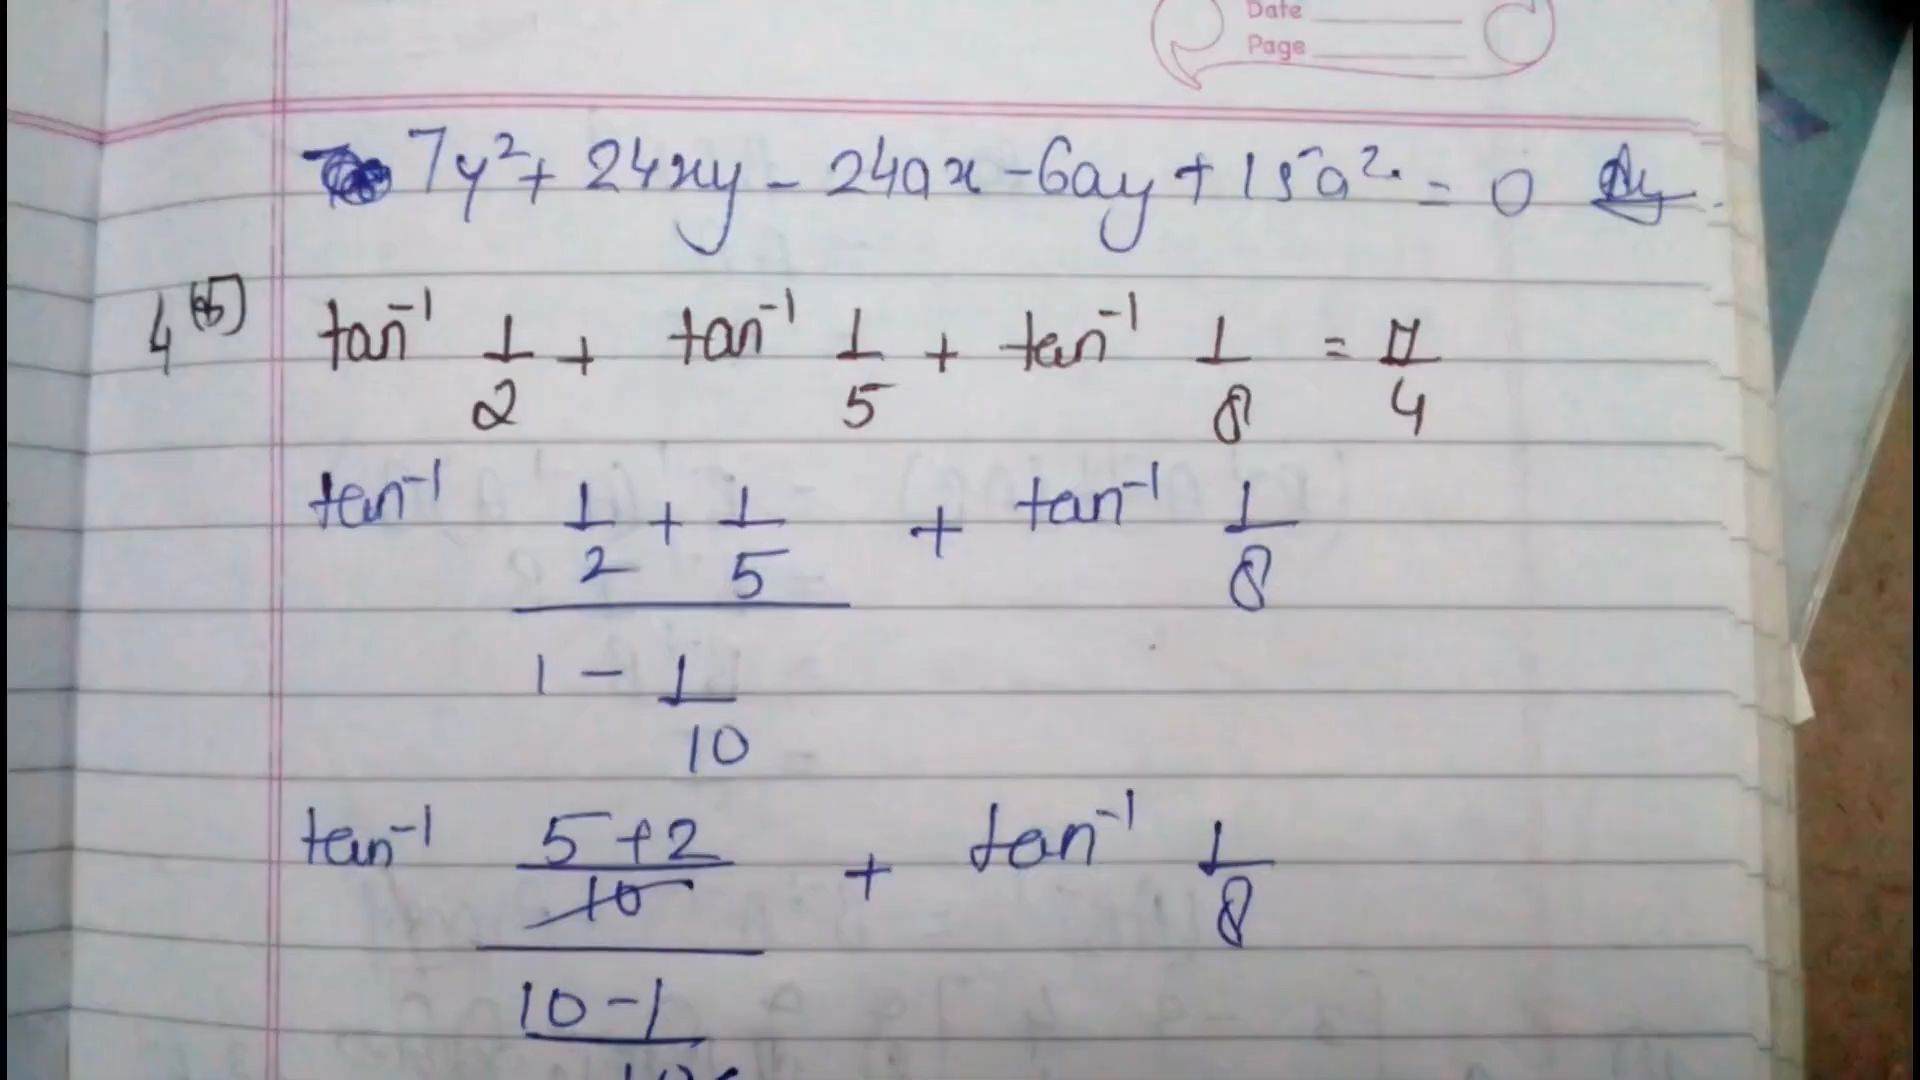 Date
Page
7y² + 24xy - 24ax - 6ay + 15a² = 0
4 (b) tan⁻¹ 1/2 + tan⁻¹ 1/5 + tan⁻¹ 1/8 = π/4
tan⁻¹ (1/2 + 1/5)/(1 - 1/10) + tan⁻¹ 1/8
tan⁻¹ ((5+2)/10)/((10-1)/10) + tan⁻¹ 1/8